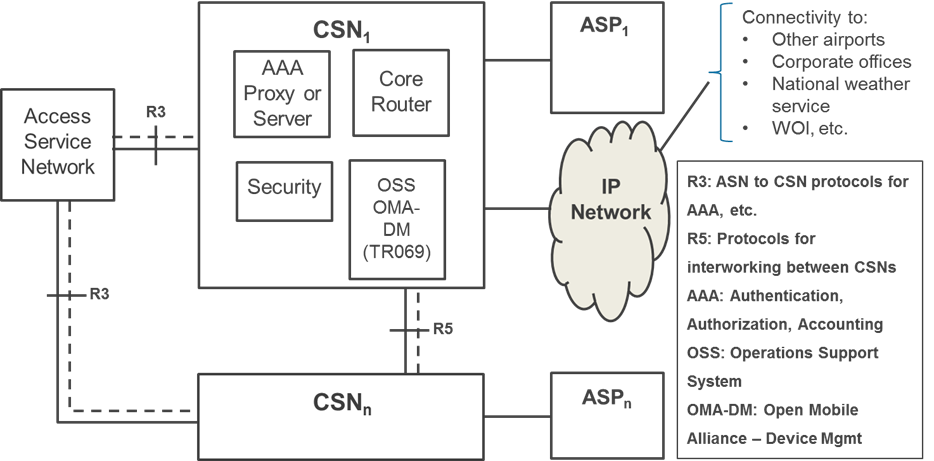 CSN1
AAA
Proxy or
Server
Core
Router
Security
OSS
OMA-
DM
(TR069)
Access
Service
Network
R3
R3
R5
CSNn
ASP1
IP
Network
ASPn
Connectivity to:
• Other airports
• Corporate offices
• National weather
service
• WOI, etc.
R3: ASN to CSN protocols for
AAA, etc.
R5: Protocols for
interworking between CSNs
AAA: Authentication,
Authorization, Accounting
OSS: Operations Support
System
OMA-DM: Open Mobile
Alliance – Device Mgmt